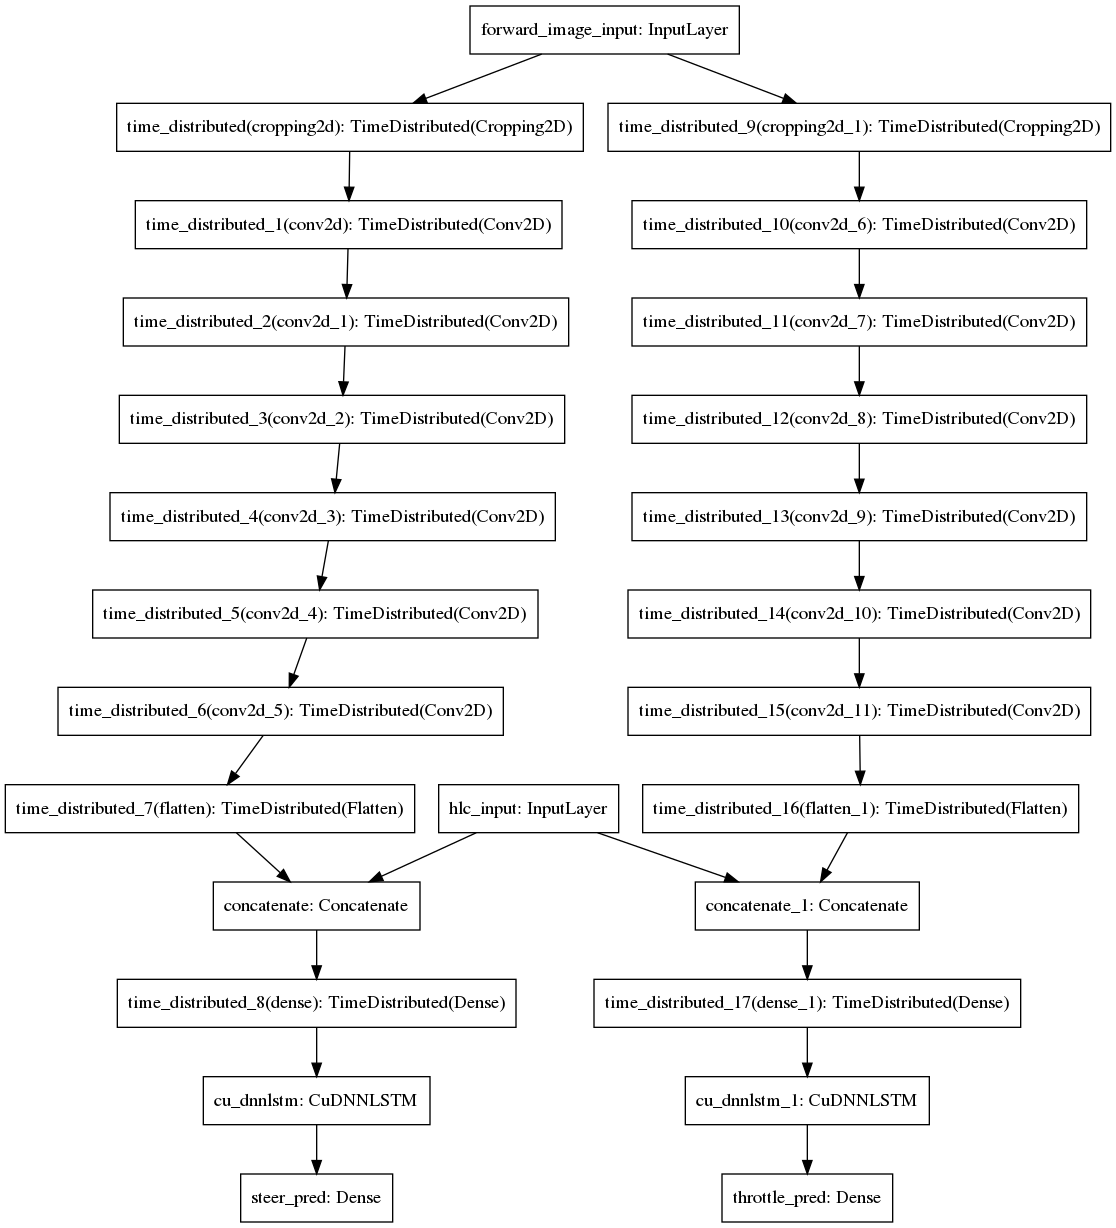 forward_image_input: InputLayer
time_distributed(cropping2d): TimeDistributed(Cropping2D)
time_distributed_9(cropping2d_1): TimeDistributed(Cropping2D)
time_distributed_1(conv2d): TimeDistributed(Conv2D)
time_distributed_10(conv2d_6): TimeDistributed(Conv2D)
time_distributed_2(conv2d_1): TimeDistributed(Conv2D)
time_distributed_11(conv2d_7): TimeDistributed(Conv2D)
time_distributed_3(conv2d_2): TimeDistributed(Conv2D)
time_distributed_12(conv2d_8): TimeDistributed(Conv2D)
time_distributed_4(conv2d_3): TimeDistributed(Conv2D)
time_distributed_13(conv2d_9): TimeDistributed(Conv2D)
time_distributed_5(conv2d_4): TimeDistributed(Conv2D)
time_distributed_14(conv2d_10): TimeDistributed(Conv2D)
time_distributed_6(conv2d_5): TimeDistributed(Conv2D)
time_distributed_15(conv2d_11): TimeDistributed(Conv2D)
time_distributed_7(flatten): TimeDistributed(Flatten)
hlc_input: InputLayer
time_distributed_16(flatten_1): TimeDistributed(Flatten)
concatenate: Concatenate
concatenate_1: Concatenate
time_distributed_8(dense): TimeDistributed(Dense)
time_distributed_17(dense_1): TimeDistributed(Dense)
cu_dnnlstm: CuDNNLSTM
cu_dnnlstm_1: CuDNNLSTM
steer_pred: Dense
throttle_pred: Dense